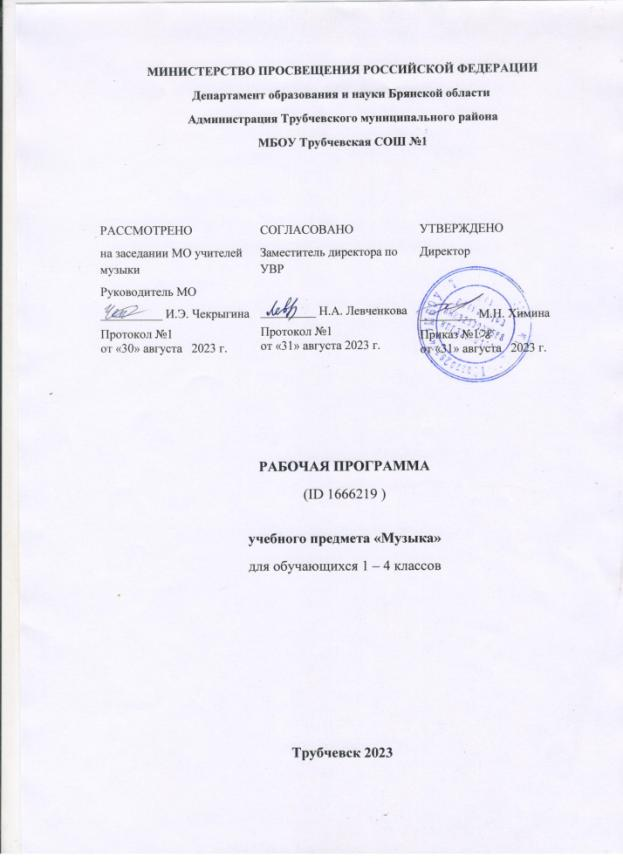 МИНИСТЕРСТВО ПРОСВЕЩЕНИЯ РОССИЙСКОЙ ФЕДЕРАЦИИ
Департамент образования и науки Брянской области
Администрация Трубчевского муниципального района
МБОУ Трубчевская СОШ №1
РАССМОТРЕНО
на заседании МО учителей
музыки
Руководитель МО
И.Э. Чекрыгина
Протокол №1
от «30» августа 2023 г.
СОГЛАСОВАНО
Заместитель директора по
УВР
Н.А. Левченкова
Протокол №1
от «31» августа 2023 г.
УТВЕРЖДЕНО
Директор
М.Н. Химина
Приказ
от «31» августа 2023 г.
РАБОЧАЯ ПРОГРАММА
(ID 1666219 )
учебного предмета «Музыка»
для обучающихся 1 – 4 классов
Трубчевск 2023